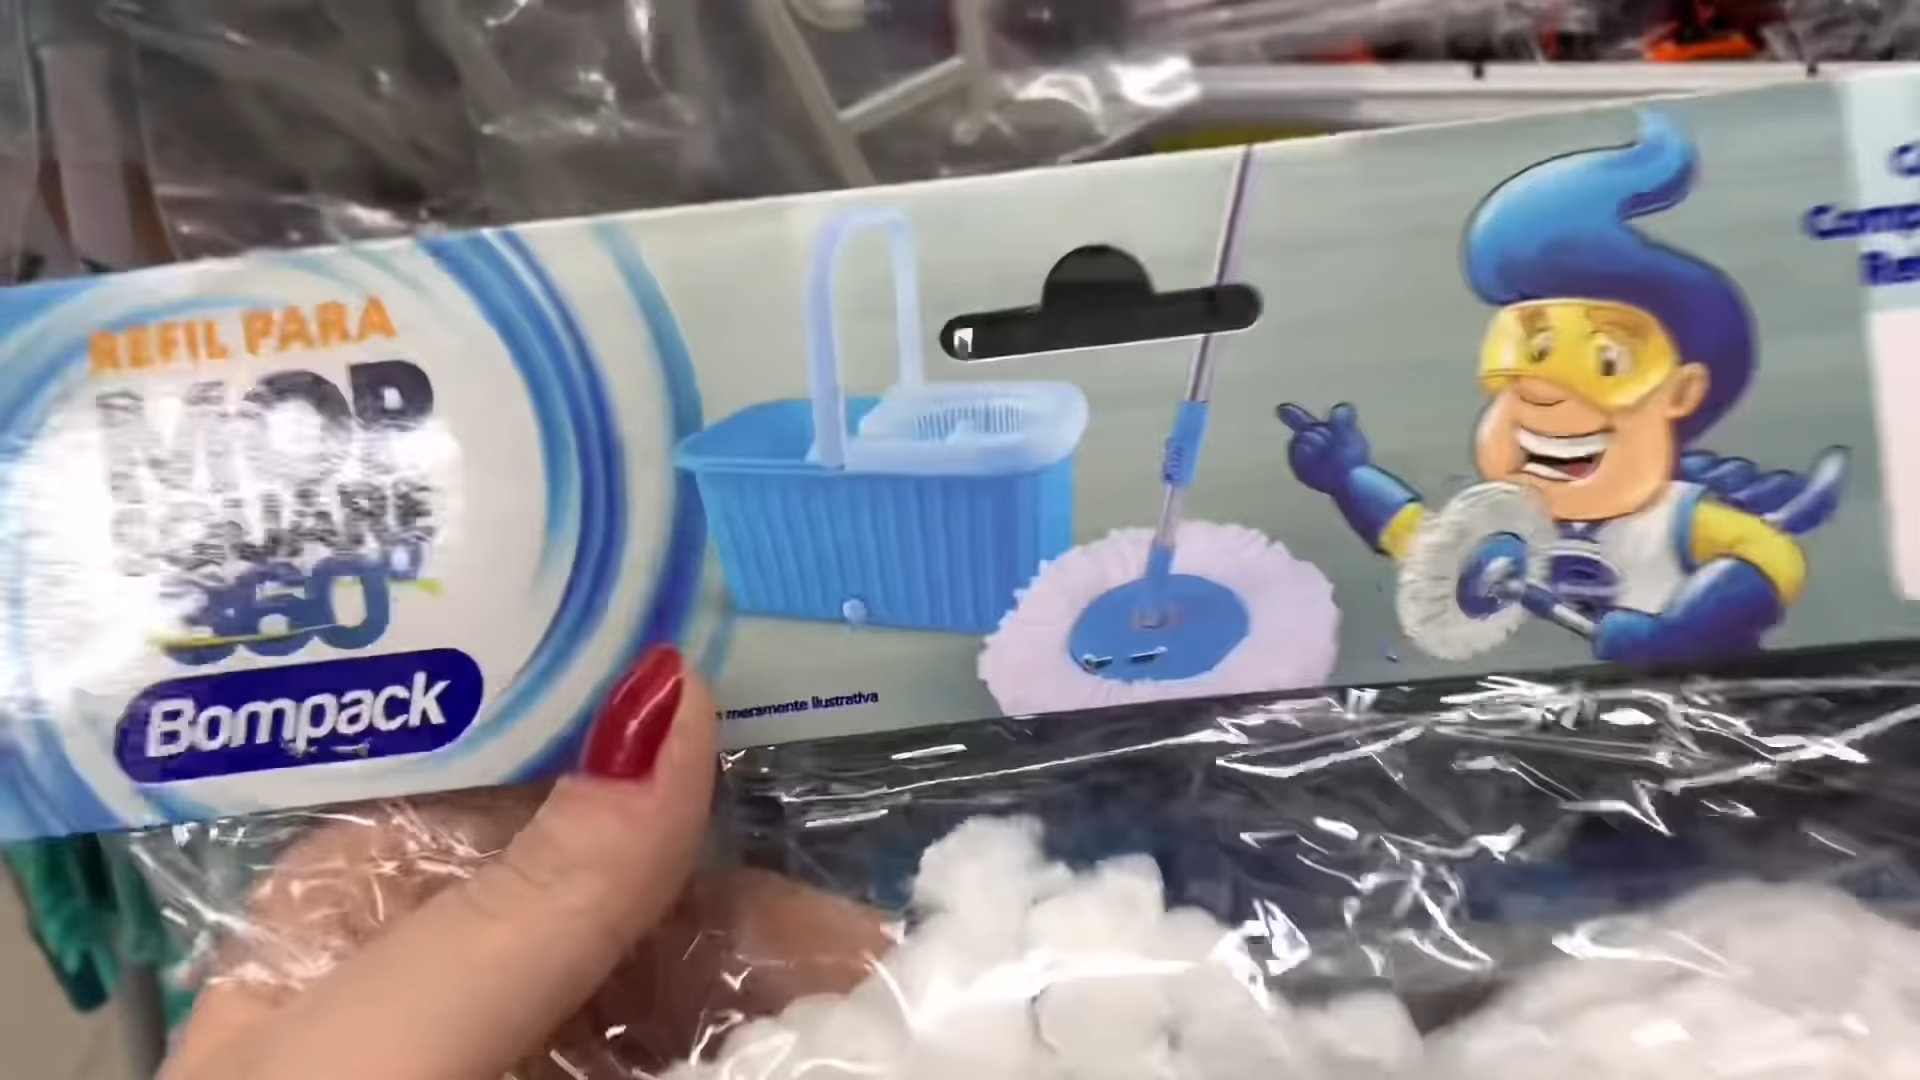 REFIL PARA
MOP
SQUARE
360°
Bompack
meramente ilustrativa